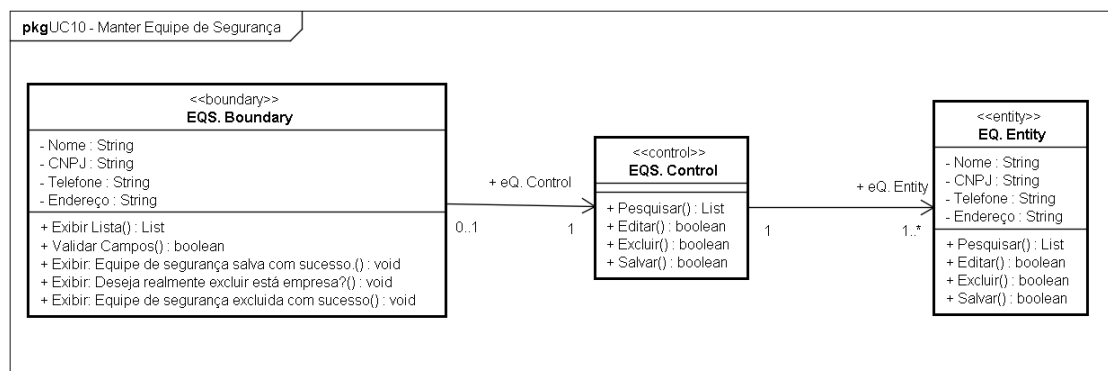 pkgUC10 - Manter Equipe de Segurança
<<boundary>>
EQS. Boundary
- Nome : String
- CNPJ : String
- Telefone : String
- Endereço : String
+ Exibir Lista() : List
+ Validar Campos() : boolean
+ Exibir: Equipe de segurança salva com sucesso.() : void
+ Exibir: Deseja realmente excluir está empresa?() : void
+ Exibir: Equipe de segurança excluida com sucesso() : void
+ eQ. Control
0..1
1
<<control>>
EQS. Control
+ Pesquisar() : List
+ Editar() : boolean
+ Excluir() : boolean
+ Salvar() : boolean
+ eQ. Entity
1
1..*
<<entity>>
EQ. Entity
- Nome : String
- CNPJ : String
- Telefone : String
- Endereço : String
+ Pesquisar() : List
+ Editar() : boolean
+ Excluir() : boolean
+ Salvar() : boolean